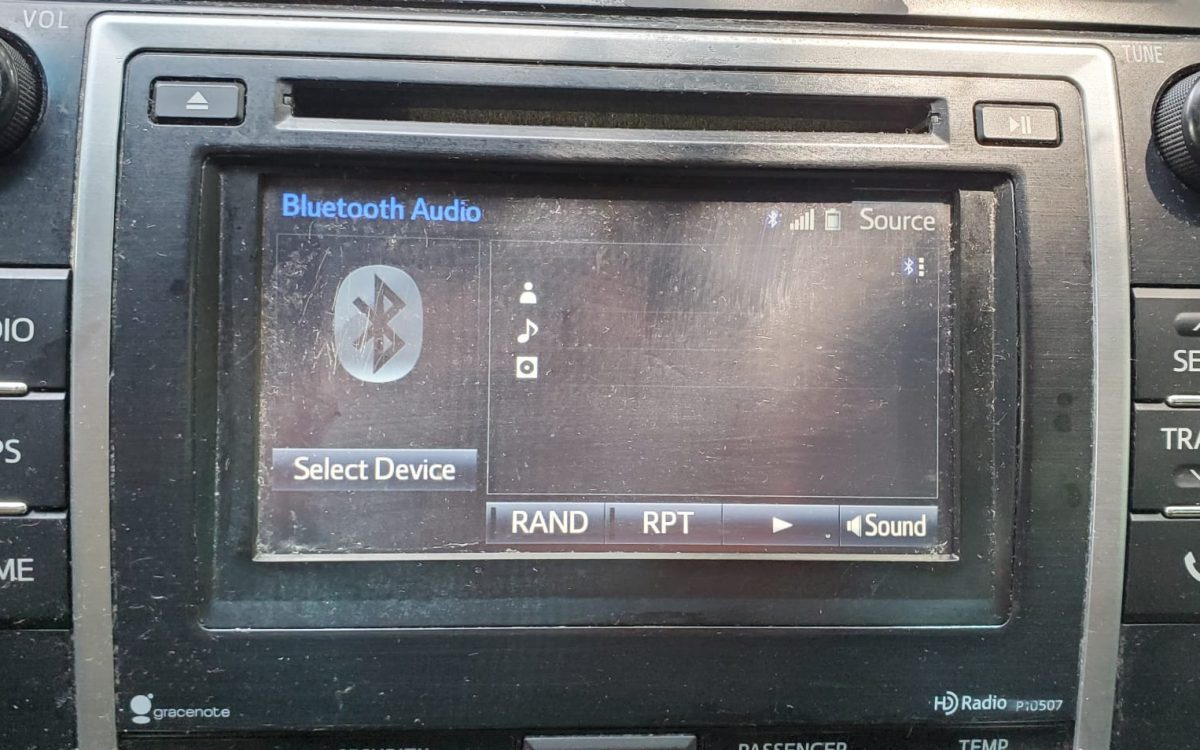 VOL
TUNE
Bluetooth Audio
Source
Select Device
RAND
RPT
Sound
gracenote
HD Radio P10507
PASSENGER
TEMP